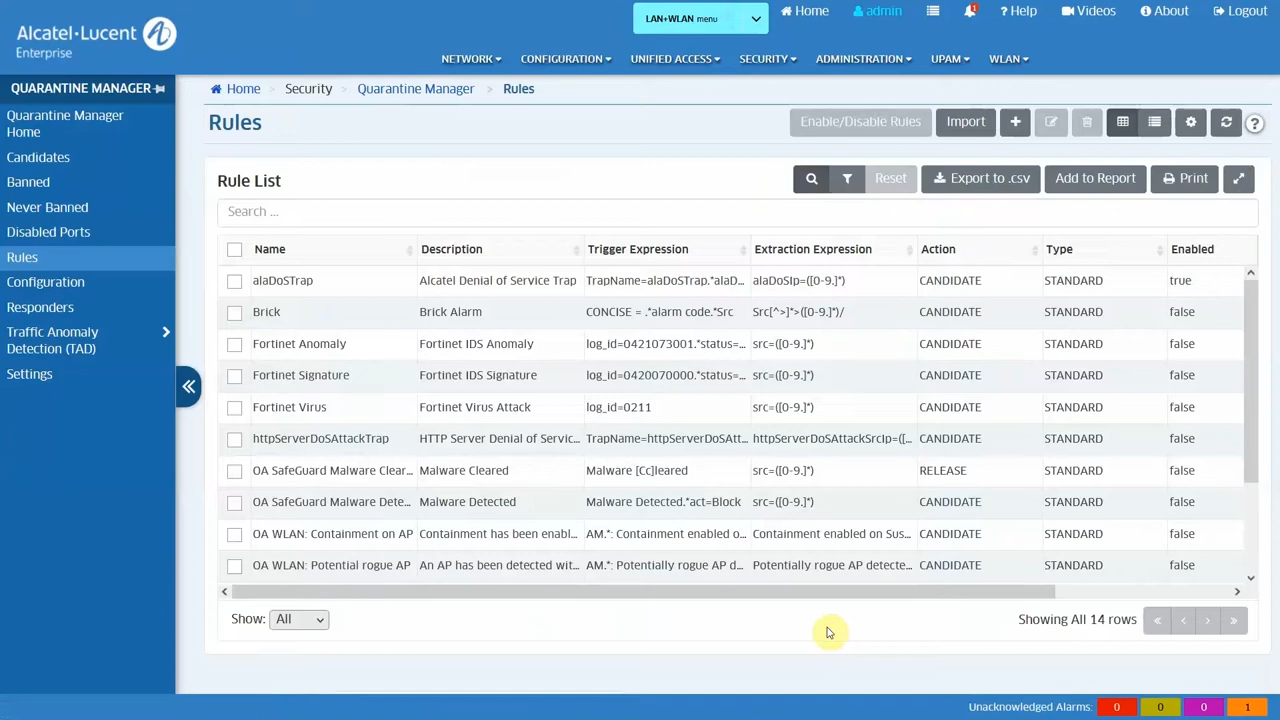 Alcatel·Lucent
Enterprise
LAN+WLAN menu
Home
admin
1
? Help
Videos
About
Logout
NETWORK
CONFIGURATION
UNIFIED ACCESS
SECURITY
ADMINISTRATION
UPAM
WLAN
QUARANTINE MANAGER
Quarantine Manager
Home
Candidates
Banned
Never Banned
Disabled Ports
Rules
Configuration
Responders
Traffic Anomaly
Detection (TAD)
Settings
Home > Security > Quarantine Manager > Rules
Rules
Enable/Disable Rules
Import
?
Rule List
Reset
Export to .csv
Add to Report
Print
Search ...
Name Description Trigger Expression Extraction Expression Action Type Enabled
alaDoSTrap Alcatel Denial of Service Trap TrapName=alaDoSTrap.*alaD... alaDoSIp=([0-9.]*) CANDIDATE STANDARD true
Brick Brick Alarm CONCISE = .*alarm code.*Src Src[^>]*>([0-9.]*)/ CANDIDATE STANDARD false
Fortinet Anomaly Fortinet IDS Anomaly log_id=0421073001.*status=... src=([0-9.]*) CANDIDATE STANDARD false
Fortinet Signature Fortinet IDS Signature log_id=0420070000.*status=... src=([0-9.]*) CANDIDATE STANDARD false
Fortinet Virus Fortinet Virus Attack log_id=0211 src=([0-9.]*) CANDIDATE STANDARD false
httpServerDoSAttackTrap HTTP Server Denial of Servic... TrapName=httpServerDoSAtt... httpServerDoSAttackSrcIp=([... CANDIDATE STANDARD false
OA SafeGuard Malware Clear... Malware Cleared Malware [Cc]leared src=([0-9.]*) RELEASE STANDARD false
OA SafeGuard Malware Dete... Malware Detected Malware Detected.*act=Block src=([0-9.]*) CANDIDATE STANDARD false
OA WLAN: Containment on AP Containment has been enabl... AM.*: Containment enabled o... Containment enabled on Sus... CANDIDATE STANDARD false
OA WLAN: Potential rogue AP An AP has been detected wit... AM.*: Potentially rogue AP d... Potentially rogue AP detecte... CANDIDATE STANDARD false
Show: All
Showing All 14 rows
« ‹ › »
Unacknowledged Alarms: 0 0 0 1